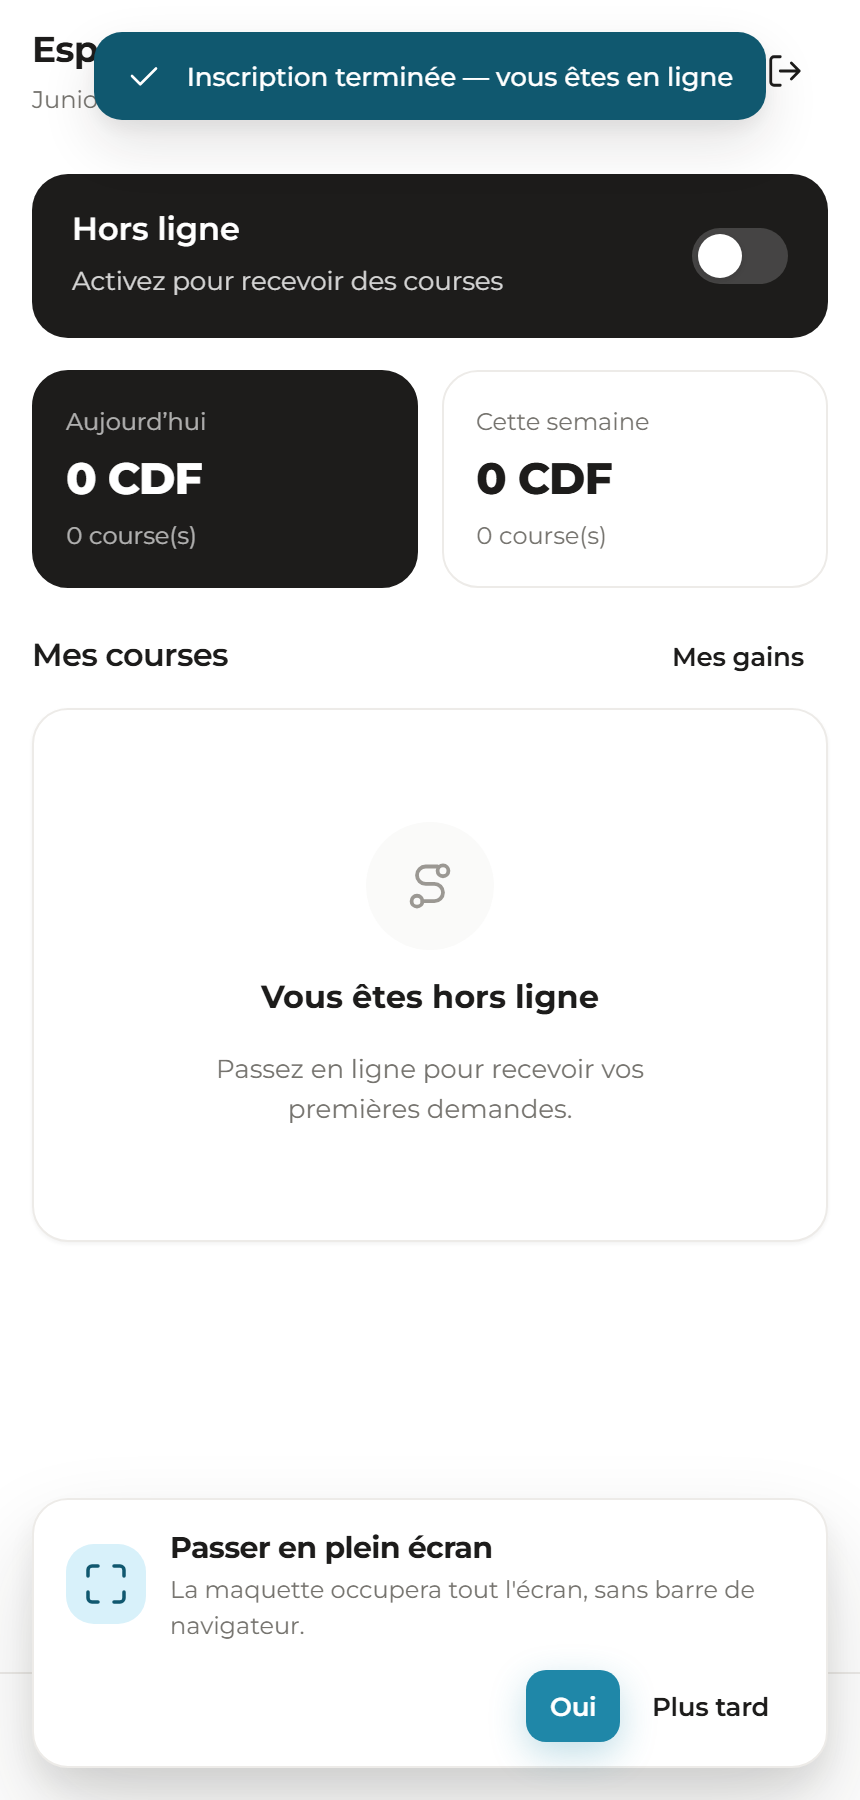 Esp
Junio
Inscription terminée — vous êtes en ligne
Hors ligne
Activez pour recevoir des courses
Aujourd’hui
0 CDF
0 course(s)
Cette semaine
0 CDF
0 course(s)
Mes courses
Mes gains
Vous êtes hors ligne
Passez en ligne pour recevoir vos
premières demandes.
Passer en plein écran
La maquette occupera tout l'écran, sans barre de
navigateur.
Oui
Plus tard